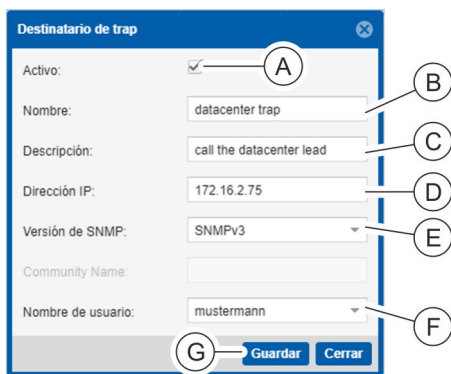 Destinatario de trap
Activo: A
Nombre: datacenter trap B
Descripción: call the datacenter lead C
Dirección IP: 172.16.2.75 D
Versión de SNMP: SNMPv3 E
Community Name:
Nombre de usuario: mustermann F
G Guardar Cerrar